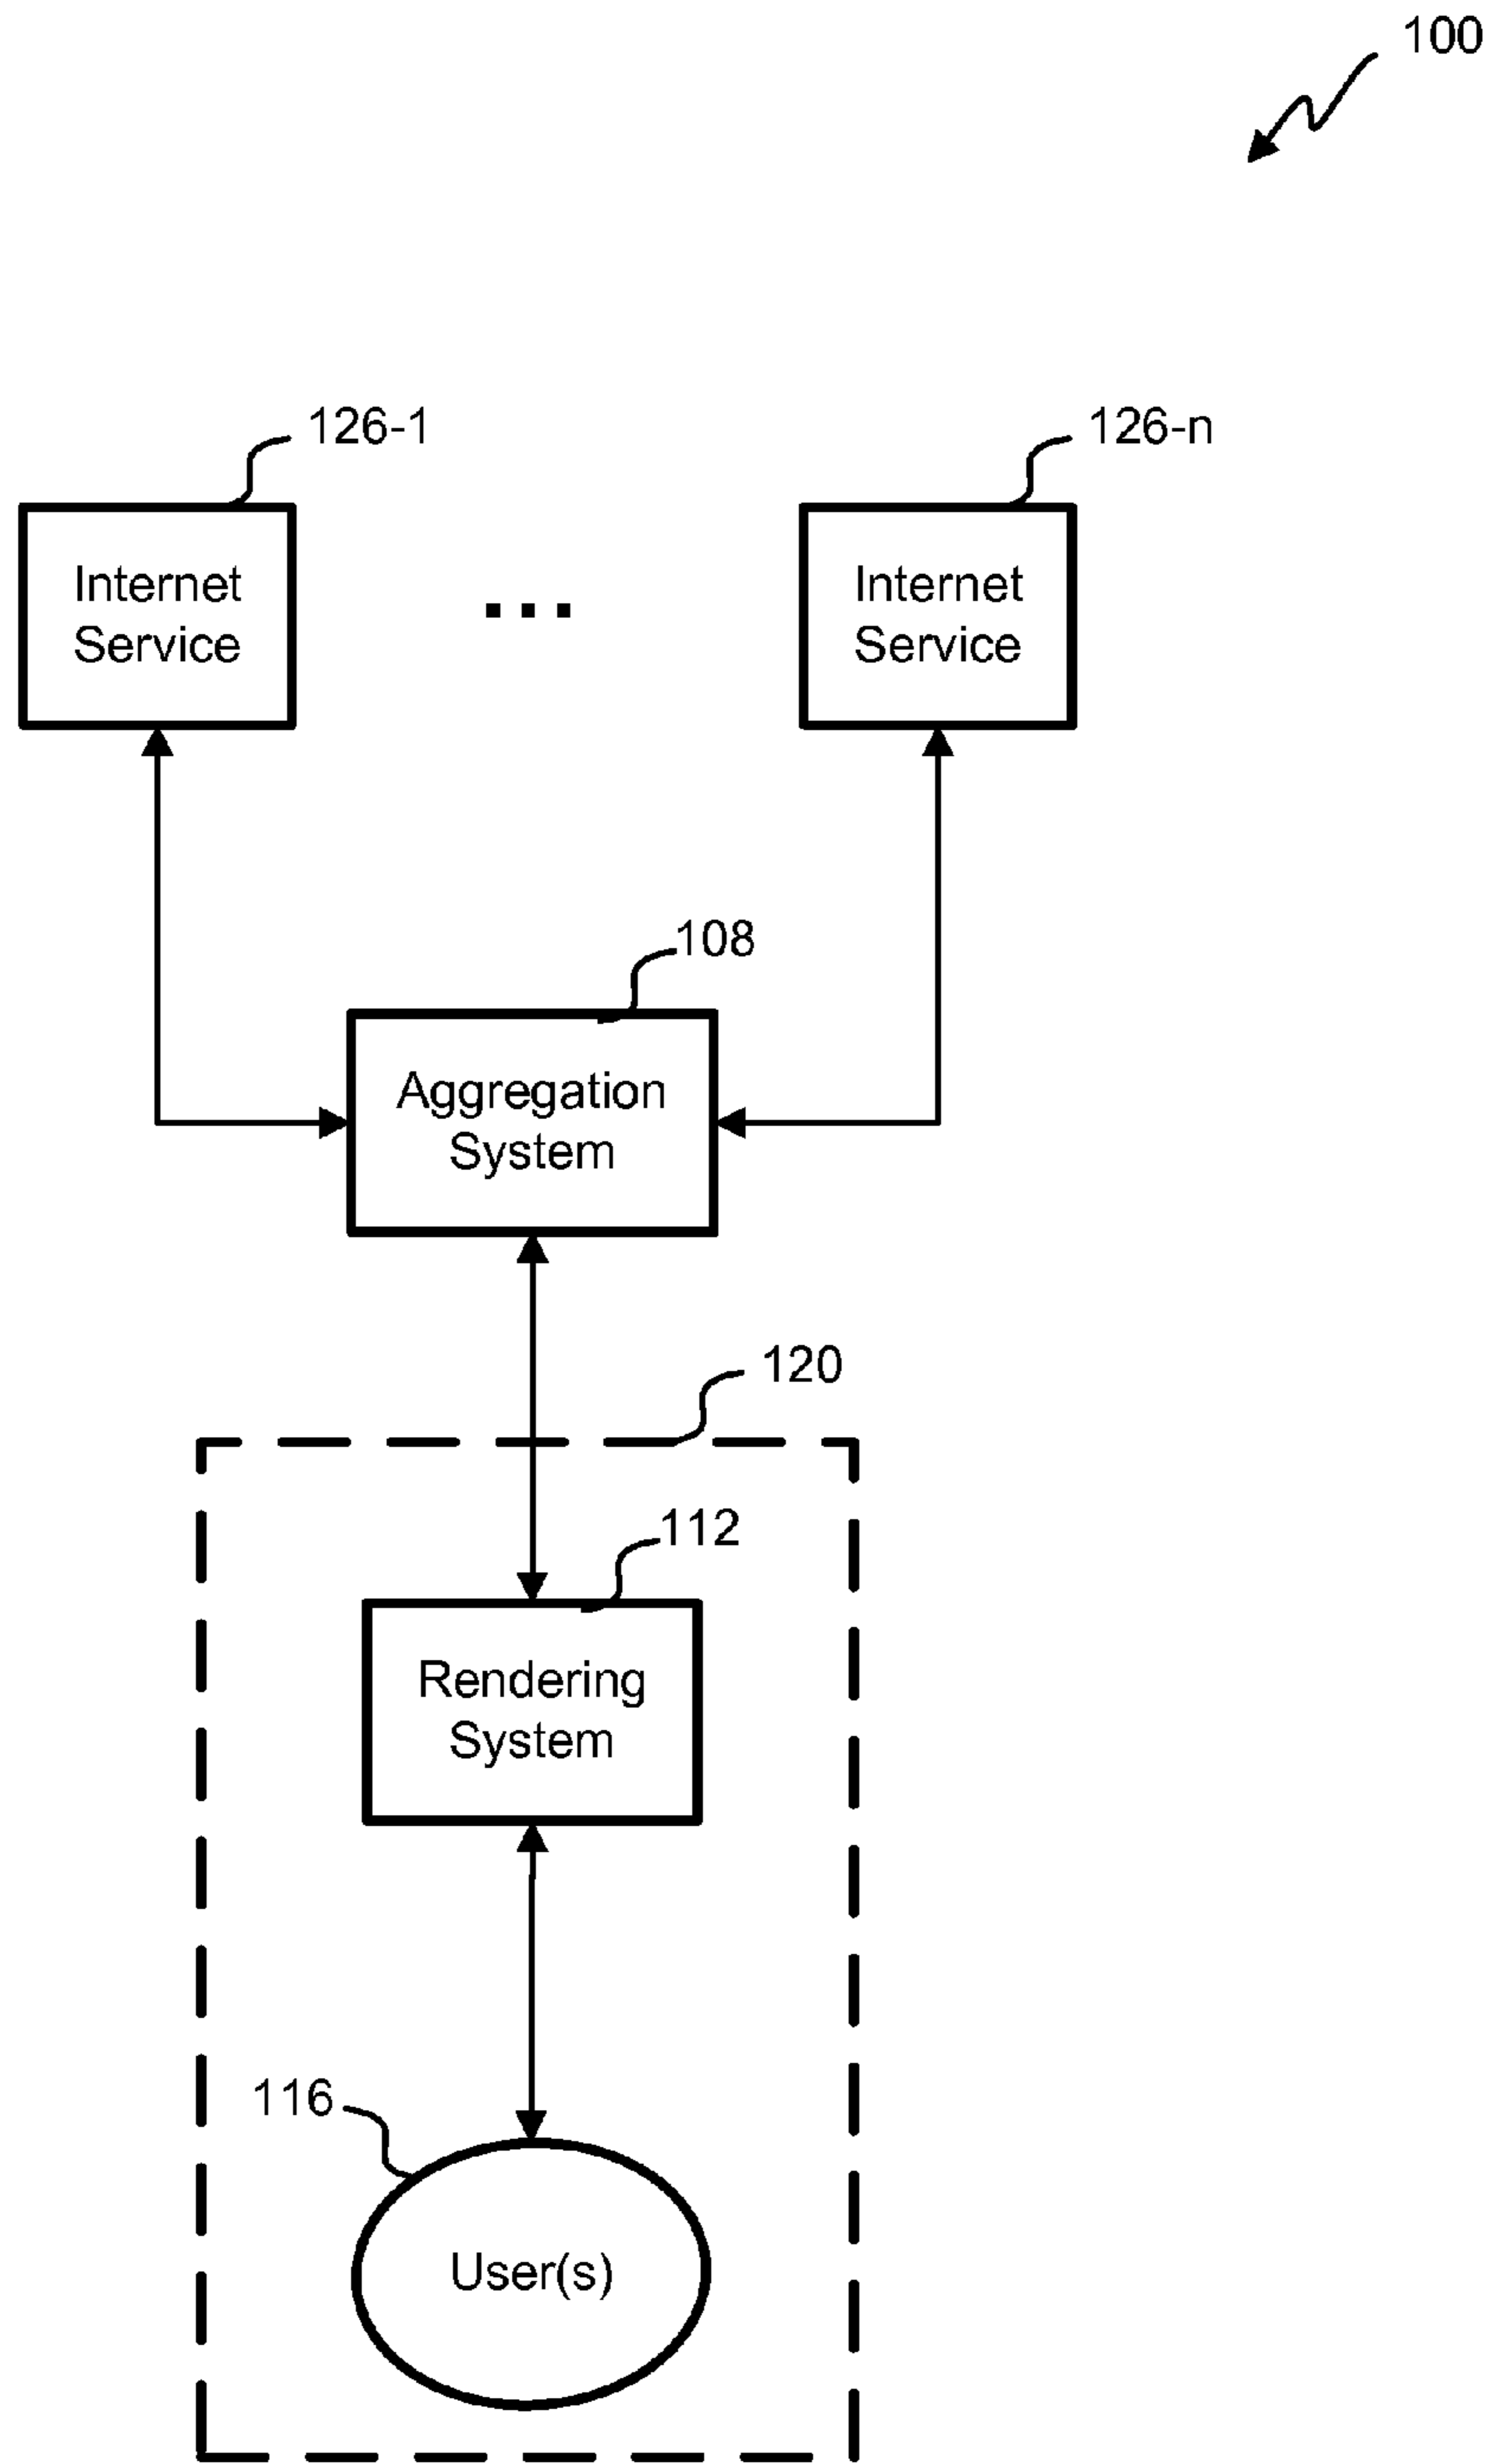 100
126-1
126-n
Internet
Service
...
Internet
Service
108
Aggregation
System
120
112
Rendering
System
116
User(s)